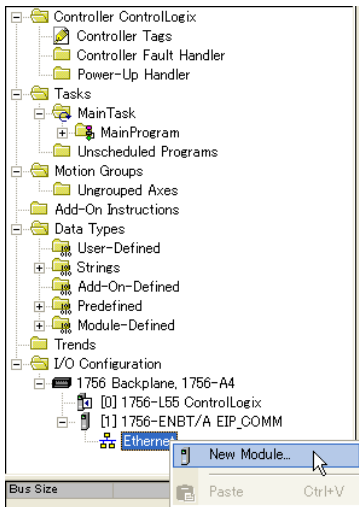 Controller ControlLogix
Controller Tags
Controller Fault Handler
Power-Up Handler
Tasks
MainTask
MainProgram
Unscheduled Programs
Motion Groups
Ungrouped Axes
Add-On Instructions
Data Types
User-Defined
Strings
Add-On-Defined
Predefined
Module-Defined
Trends
I/O Configuration
1756 Backplane, 1756-A4
[0] 1756-L55 ControlLogix
[1] 1756-ENBT/A EIP_COMM
Ethernet
New Module...
Paste Ctrl+V
Bus Size